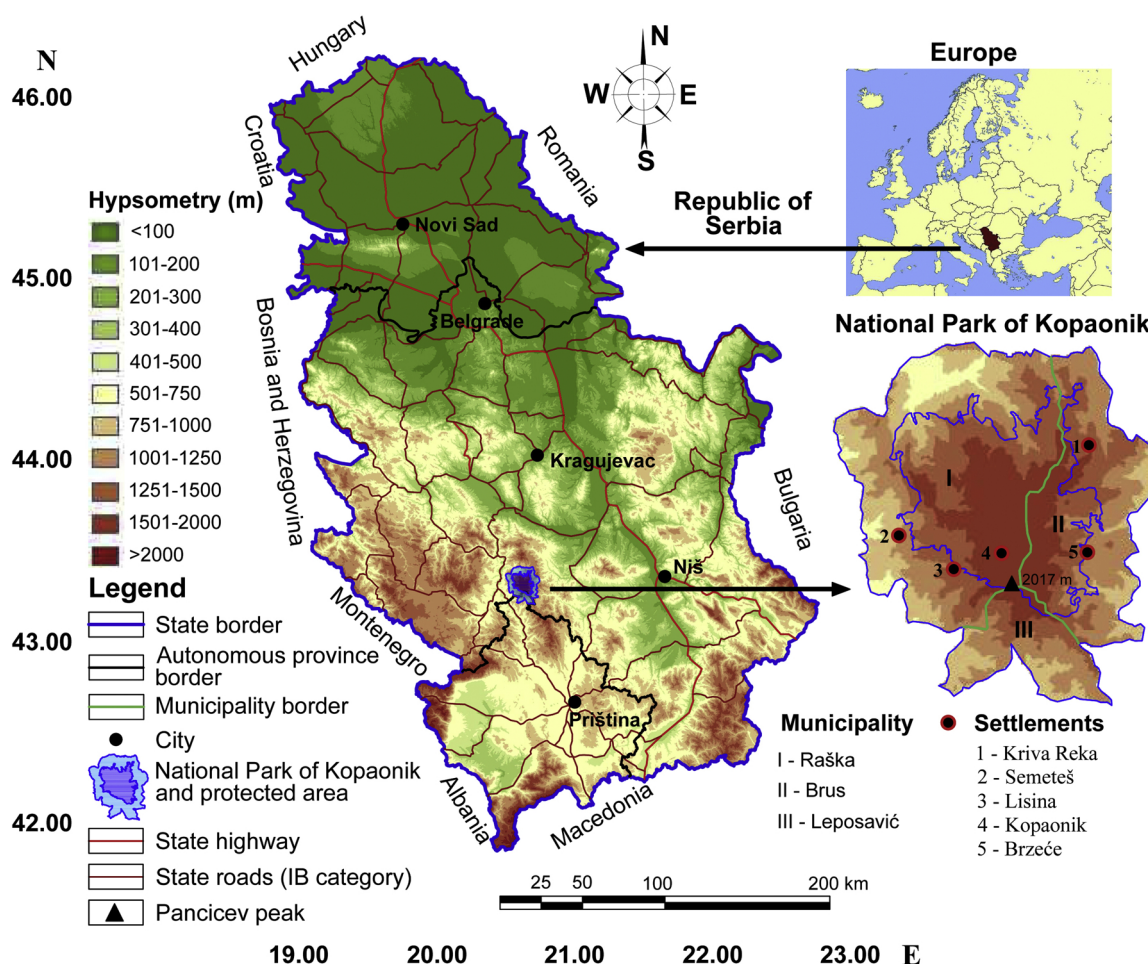 N
46.00
45.00
44.00
43.00
42.00
Hungary
Croatia
Romania
Bosnia and Herzegovina
Montenegro
Albania
Macedonia
Bulgaria
N
W E
S
Europe
Republic of
Serbia
Hypsometry (m)
<100
101-200
201-300
301-400
401-500
501-750
751-1000
1001-1250
1251-1500
1501-2000
>2000
Novi Sad
Belgrade
Kragujevac
Niš
Priština
Legend
State border
Autonomous province
border
Municipality border
City
National Park of Kopaonik
and protected area
State highway
State roads (IB category)
Pancicev peak
National Park of Kopaonik
I
II
III
1
2
3
4
5
2017 m
Municipality
I - Raška
II - Brus
III - Leposavić
Settlements
1 - Kriva Reka
2 - Semeteš
3 - Lisina
4 - Kopaonik
5 - Brzeće
25 50 100 200 km
19.00 20.00 21.00 22.00 23.00 E